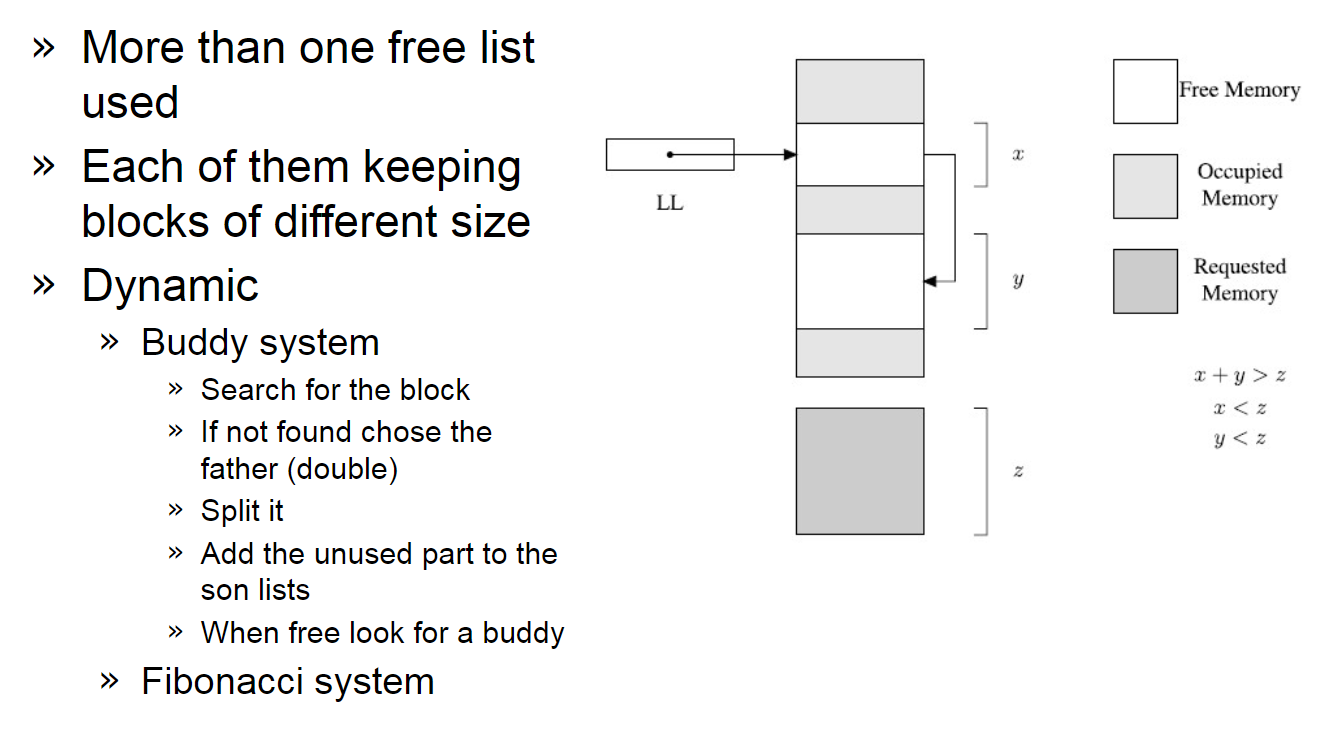 » More than one free list
used
» Each of them keeping
blocks of different size
» Dynamic
» Buddy system
» Search for the block
» If not found chose the
father (double)
» Split it
» Add the unused part to the
son lists
» When free look for a buddy
» Fibonacci system
LL
x
y
z
Free Memory
Occupied
Memory
Requested
Memory
x + y > z
x < z
y < z